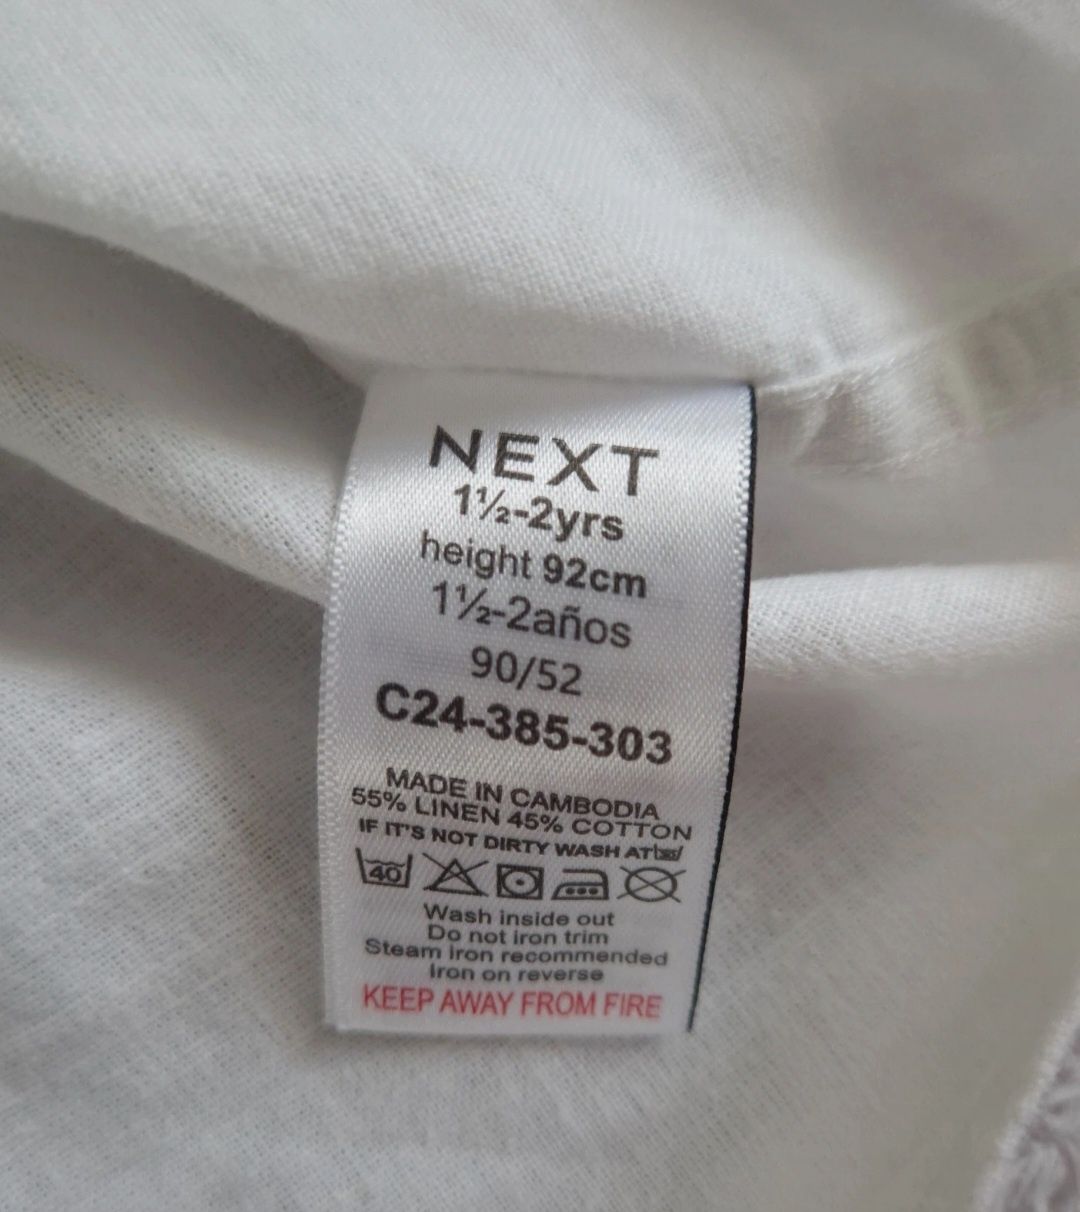 NEXT
1½-2yrs
height 92cm
1½-2años
90/52
C24-385-303
MADE IN CAMBODIA
55% LINEN 45% COTTON
IF IT'S NOT DIRTY WASH AT
40
Wash inside out
Do not iron trim
Steam iron recommended
Iron on reverse
KEEP AWAY FROM FIRE